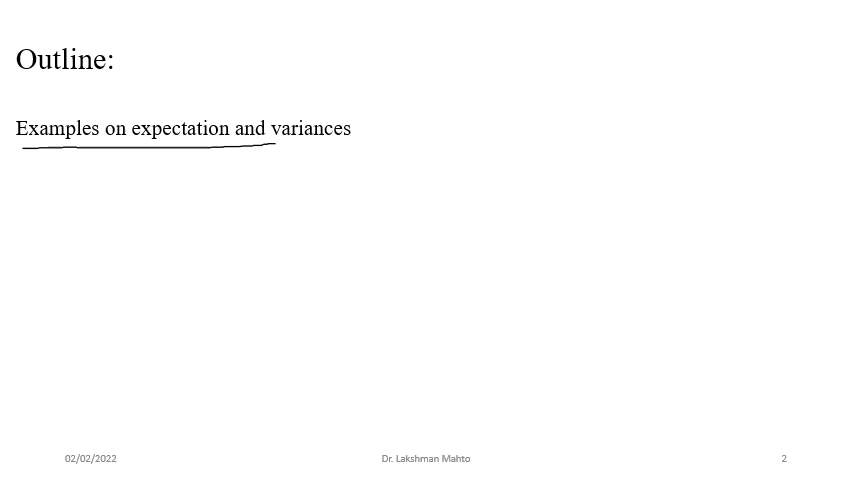 Outline:
Examples on expectation and variances
02/02/2022
Dr. Lakshman Mahto
2